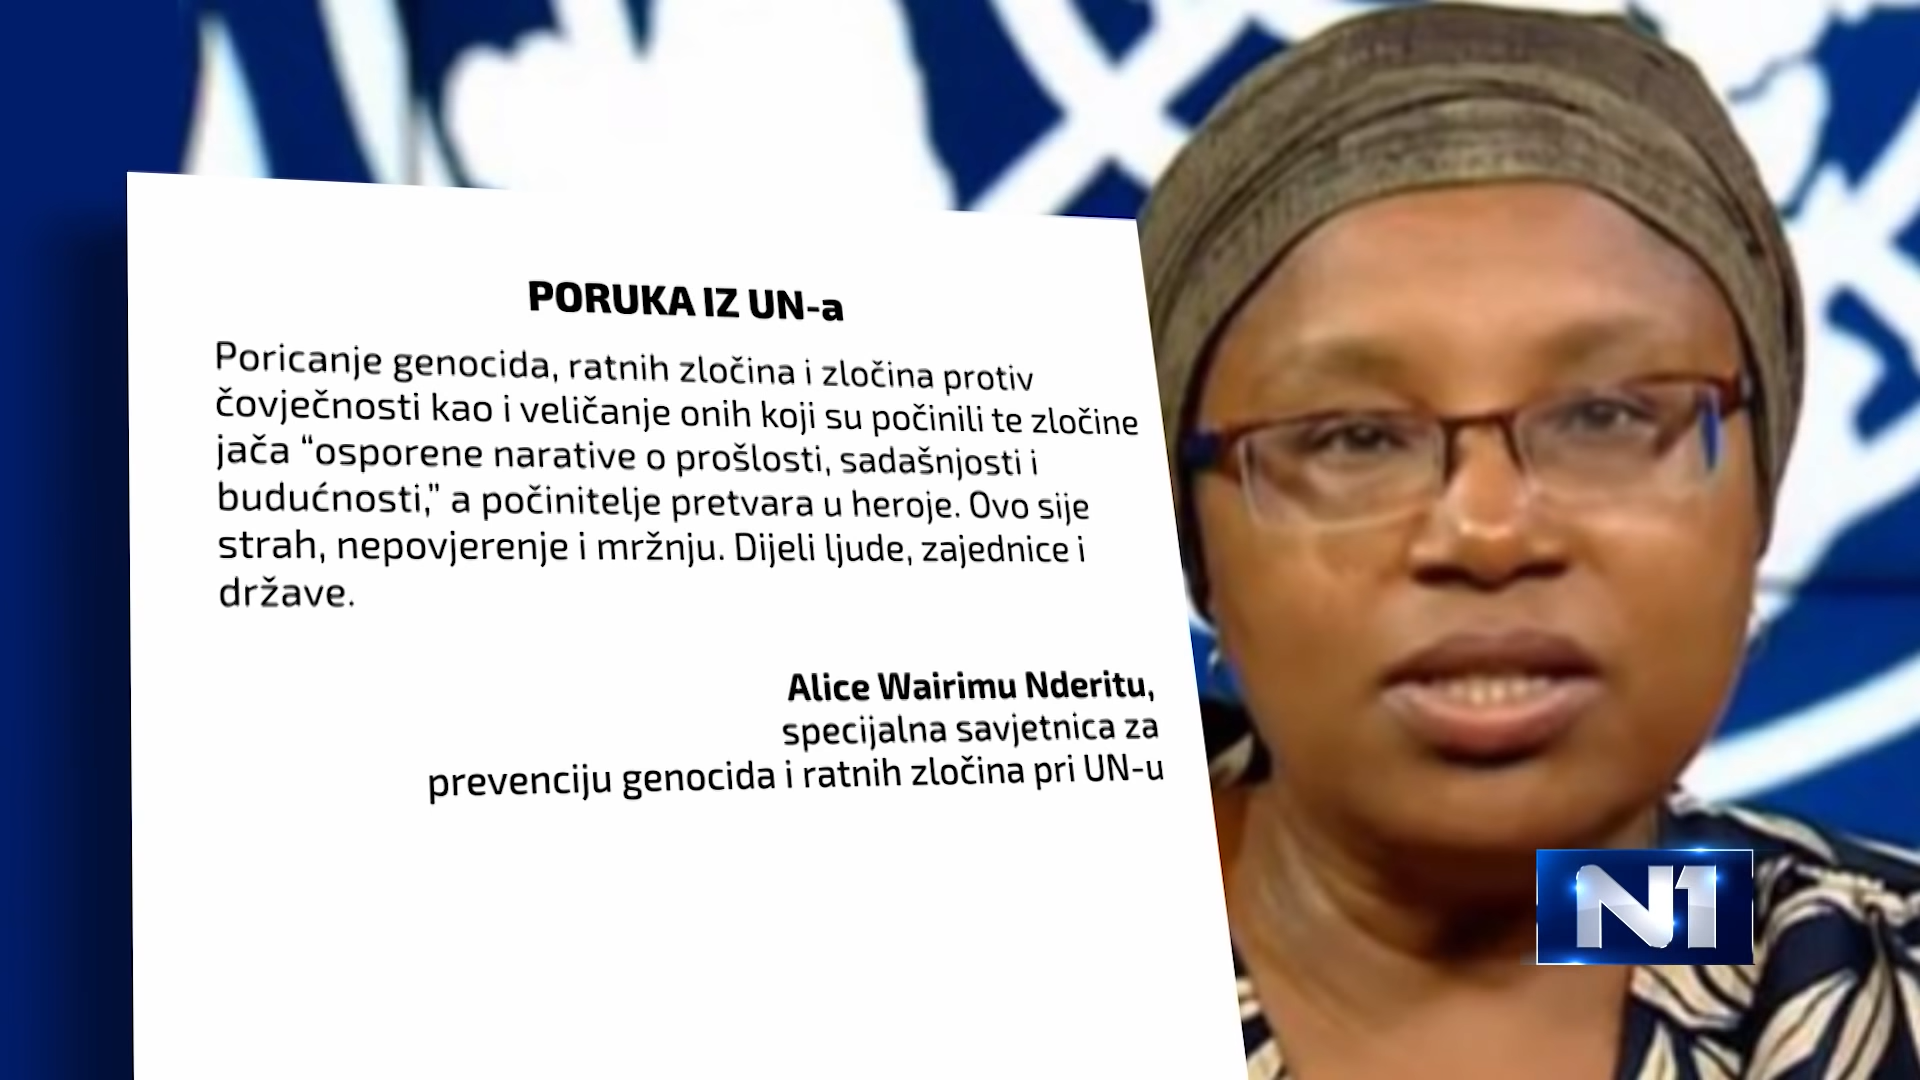 PORUKA IZ UN-a
Poricanje genocida, ratnih zločina i zločina protiv
čovječnosti kao i veličanje onih koji su počinili te zločine
jača “osporene narative o prošlosti, sadašnjosti i
budućnosti,” a počinitelje pretvara u heroje. Ovo sije
strah, nepovjerenje i mržnju. Dijeli ljude, zajednice i
države.
Alice Wairimu Nderitu,
specijalna savjetnica za
prevenciju genocida i ratnih zločina pri UN-u
N1